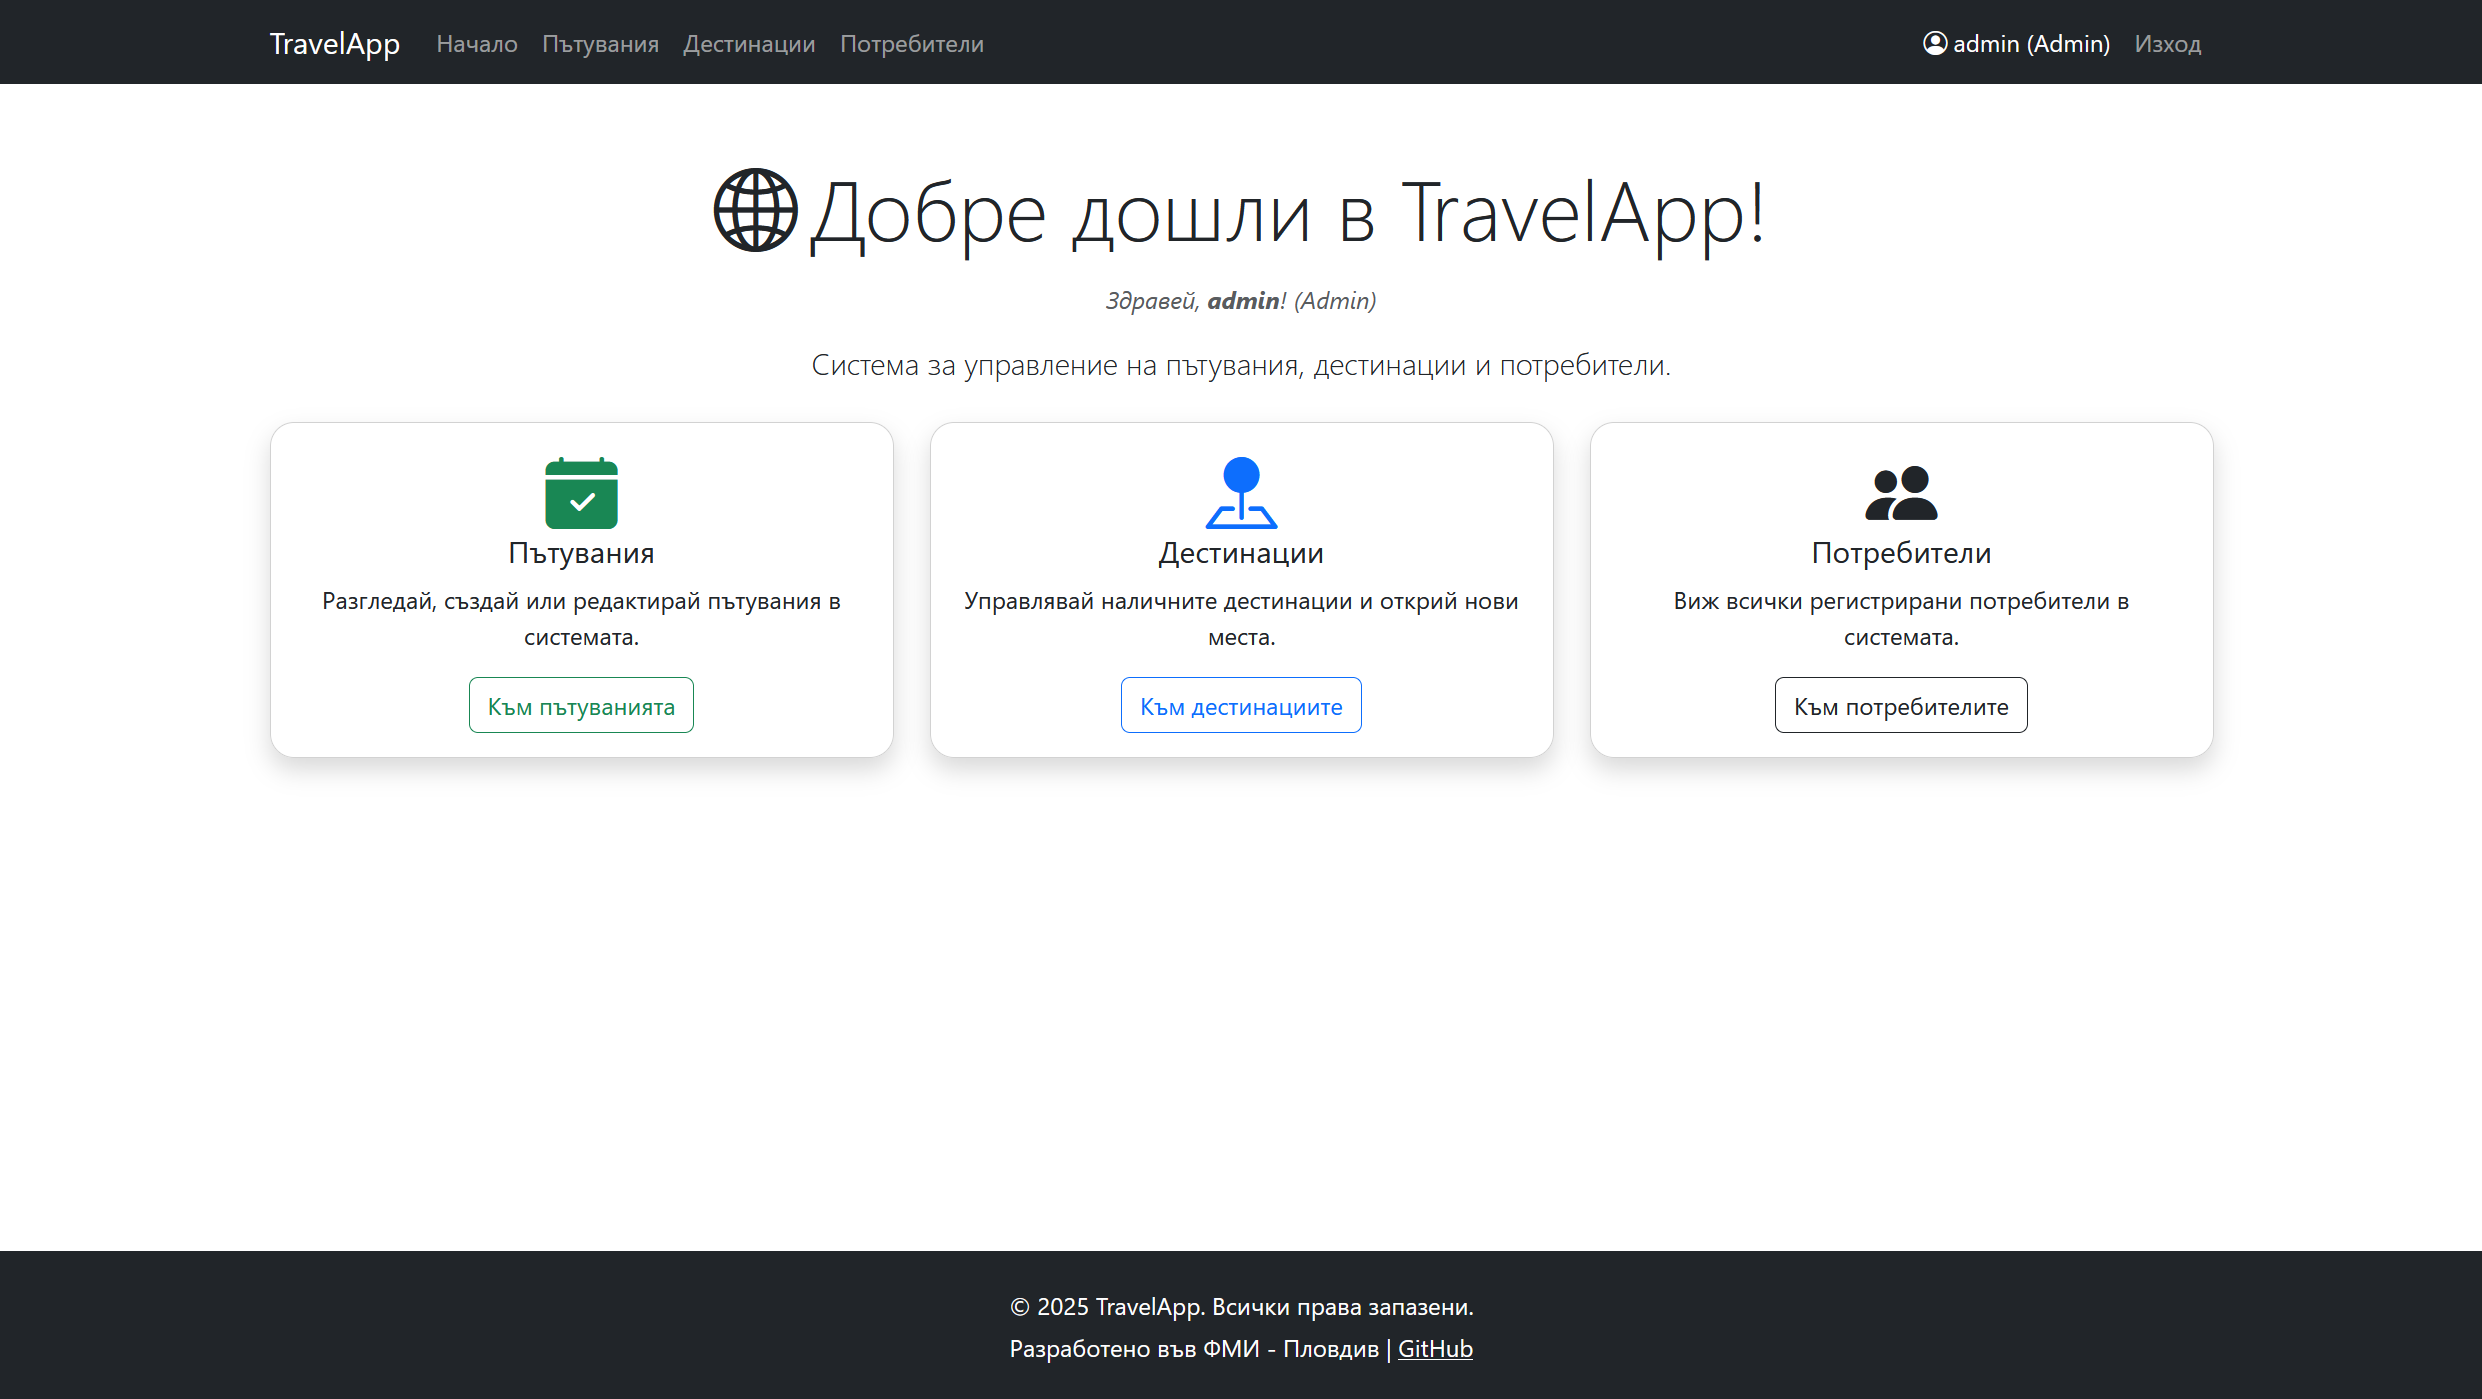 TravelApp Начало Пътувания Дестинации Потребители admin (Admin) Изход
Добре дошли в TravelApp!
Здравей, admin! (Admin)
Система за управление на пътувания, дестинации и потребители.
Пътувания
Разгледай, създай или редактирай пътувания в
системата.
Към пътуванията
Дестинации
Управлявай наличните дестинации и открий нови
места.
Към дестинациите
Потребители
Виж всички регистрирани потребители в
системата.
Към потребителите
© 2025 TravelApp. Всички права запазени.
Разработено във ФМИ - Пловдив | GitHub